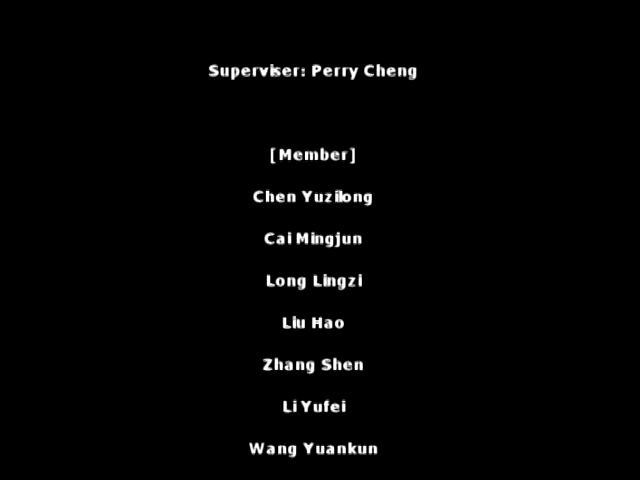 Superviser: Perry Cheng
[Member]
Chen Yuzilong
Cai Mingjun
Long Lingzi
Liu Hao
Zhang Shen
Li Yufei
Wang Yuankun